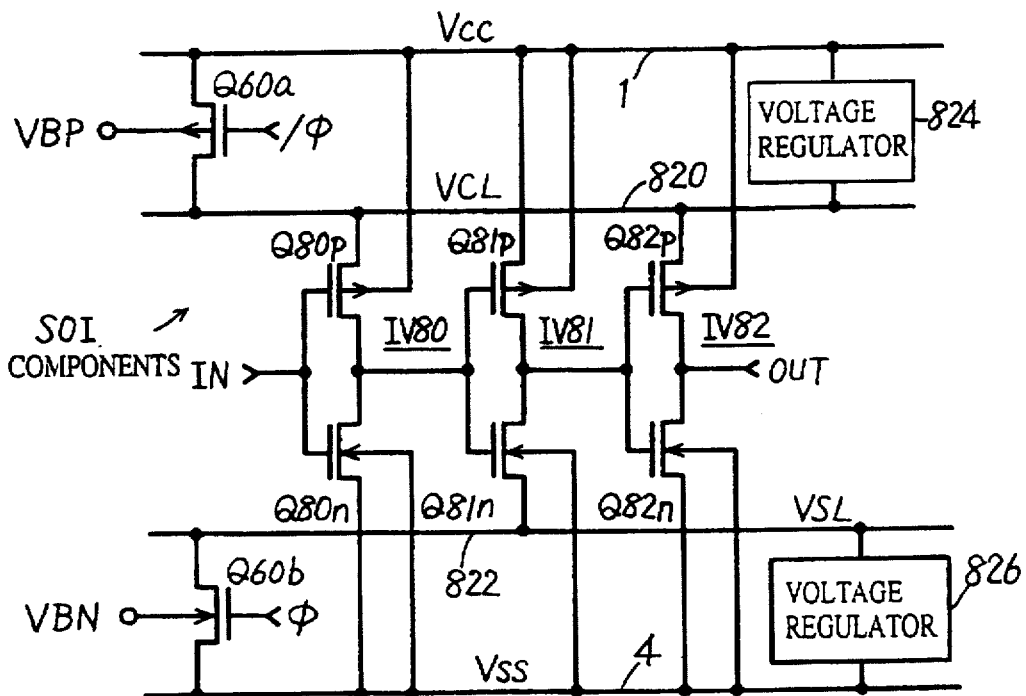 Vcc
Q60a
1
VOLTAGE
REGULATOR
824
VBP
/Φ
VCL
820
Q80p
Q81p
Q82p
SOI
COMPONENTS
IV80
IV81
IV82
IN
OUT
Q80n
Q81n
Q82n
VSL
822
Q60b
VOLTAGE
REGULATOR
826
VBN
Φ
VSS
4